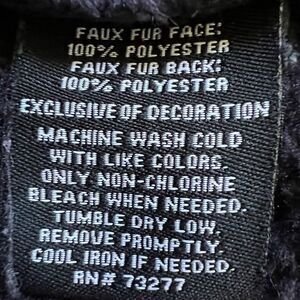 FAUX FUR FACE:
100% POLYESTER
FAUX FUR BACK:
100% POLYESTER
EXCLUSIVE OF DECORATION
MACHINE WASH COLD
WITH LIKE COLORS.
ONLY NON-CHLORINE
BLEACH WHEN NEEDED.
TUMBLE DRY LOW,
REMOVE PROMPTLY.
COOL IRON IF NEEDED.
RN# 73277